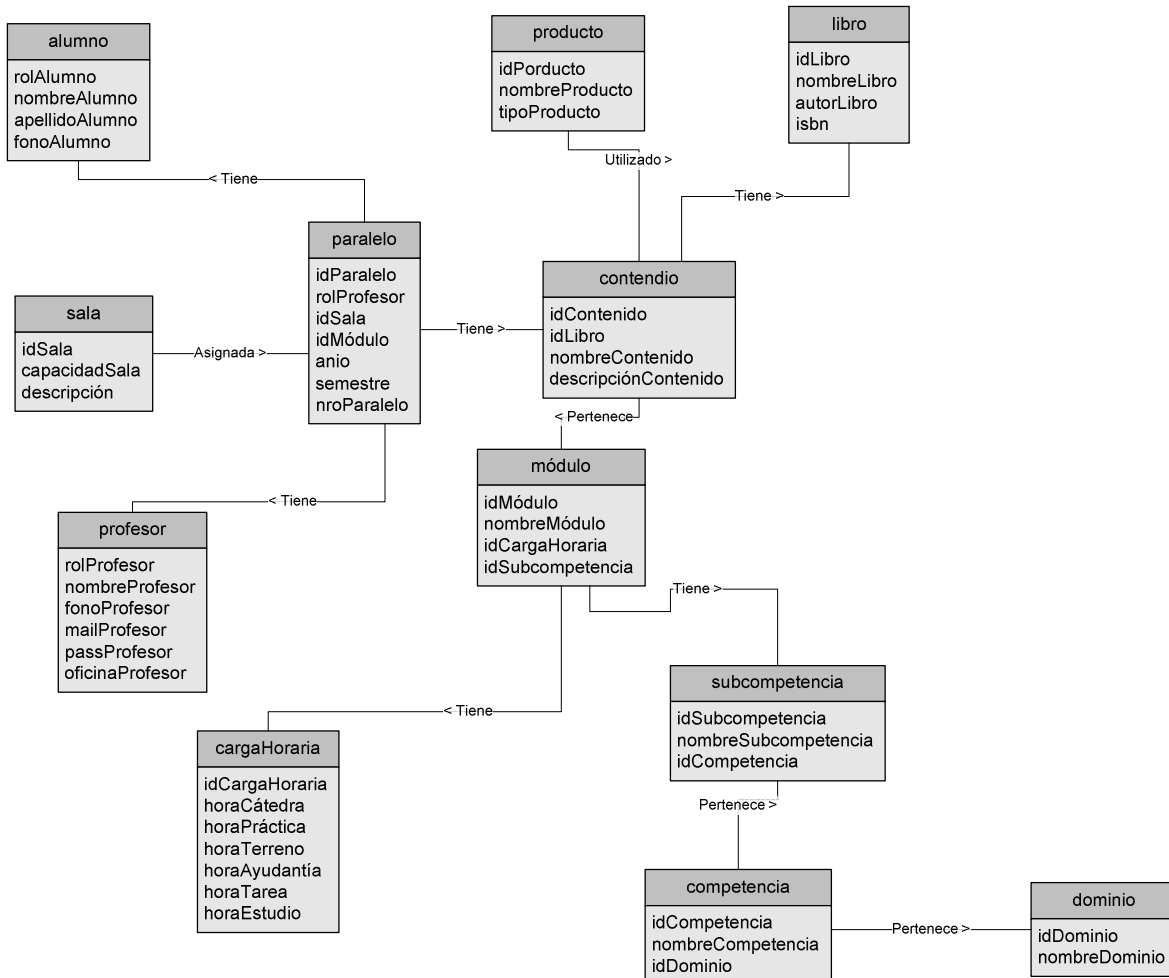 alumno
rolAlumno
nombreAlumno
apellidoAlumno
fonoAlumno
producto
idPorducto
nombreProducto
tipoProducto
libro
idLibro
nombreLibro
autorLibro
isbn
Utilizado >
< Tiene
Tiene >
paralelo
idParalelo
rolProfesor
idSala
idMódulo
anio
semestre
nroParalelo
sala
idSala
capacidadSala
descripción
Asignada >
Tiene >
contendio
idContenido
idLibro
nombreContenido
descripciónContenido
< Pertenece
módulo
idMódulo
nombreMódulo
idCargaHoraria
idSubcompetencia
< Tiene
profesor
rolProfesor
nombreProfesor
fonoProfesor
mailProfesor
passProfesor
oficinaProfesor
Tiene >
subcompetencia
idSubcompetencia
nombreSubcompetencia
idCompetencia
< Tiene
cargaHoraria
idCargaHoraria
horaCátedra
horaPráctica
horaTerreno
horaAyudantía
horaTarea
horaEstudio
Pertenece >
competencia
idCompetencia
nombreCompetencia
idDominio
Pertenece >
dominio
idDominio
nombreDominio